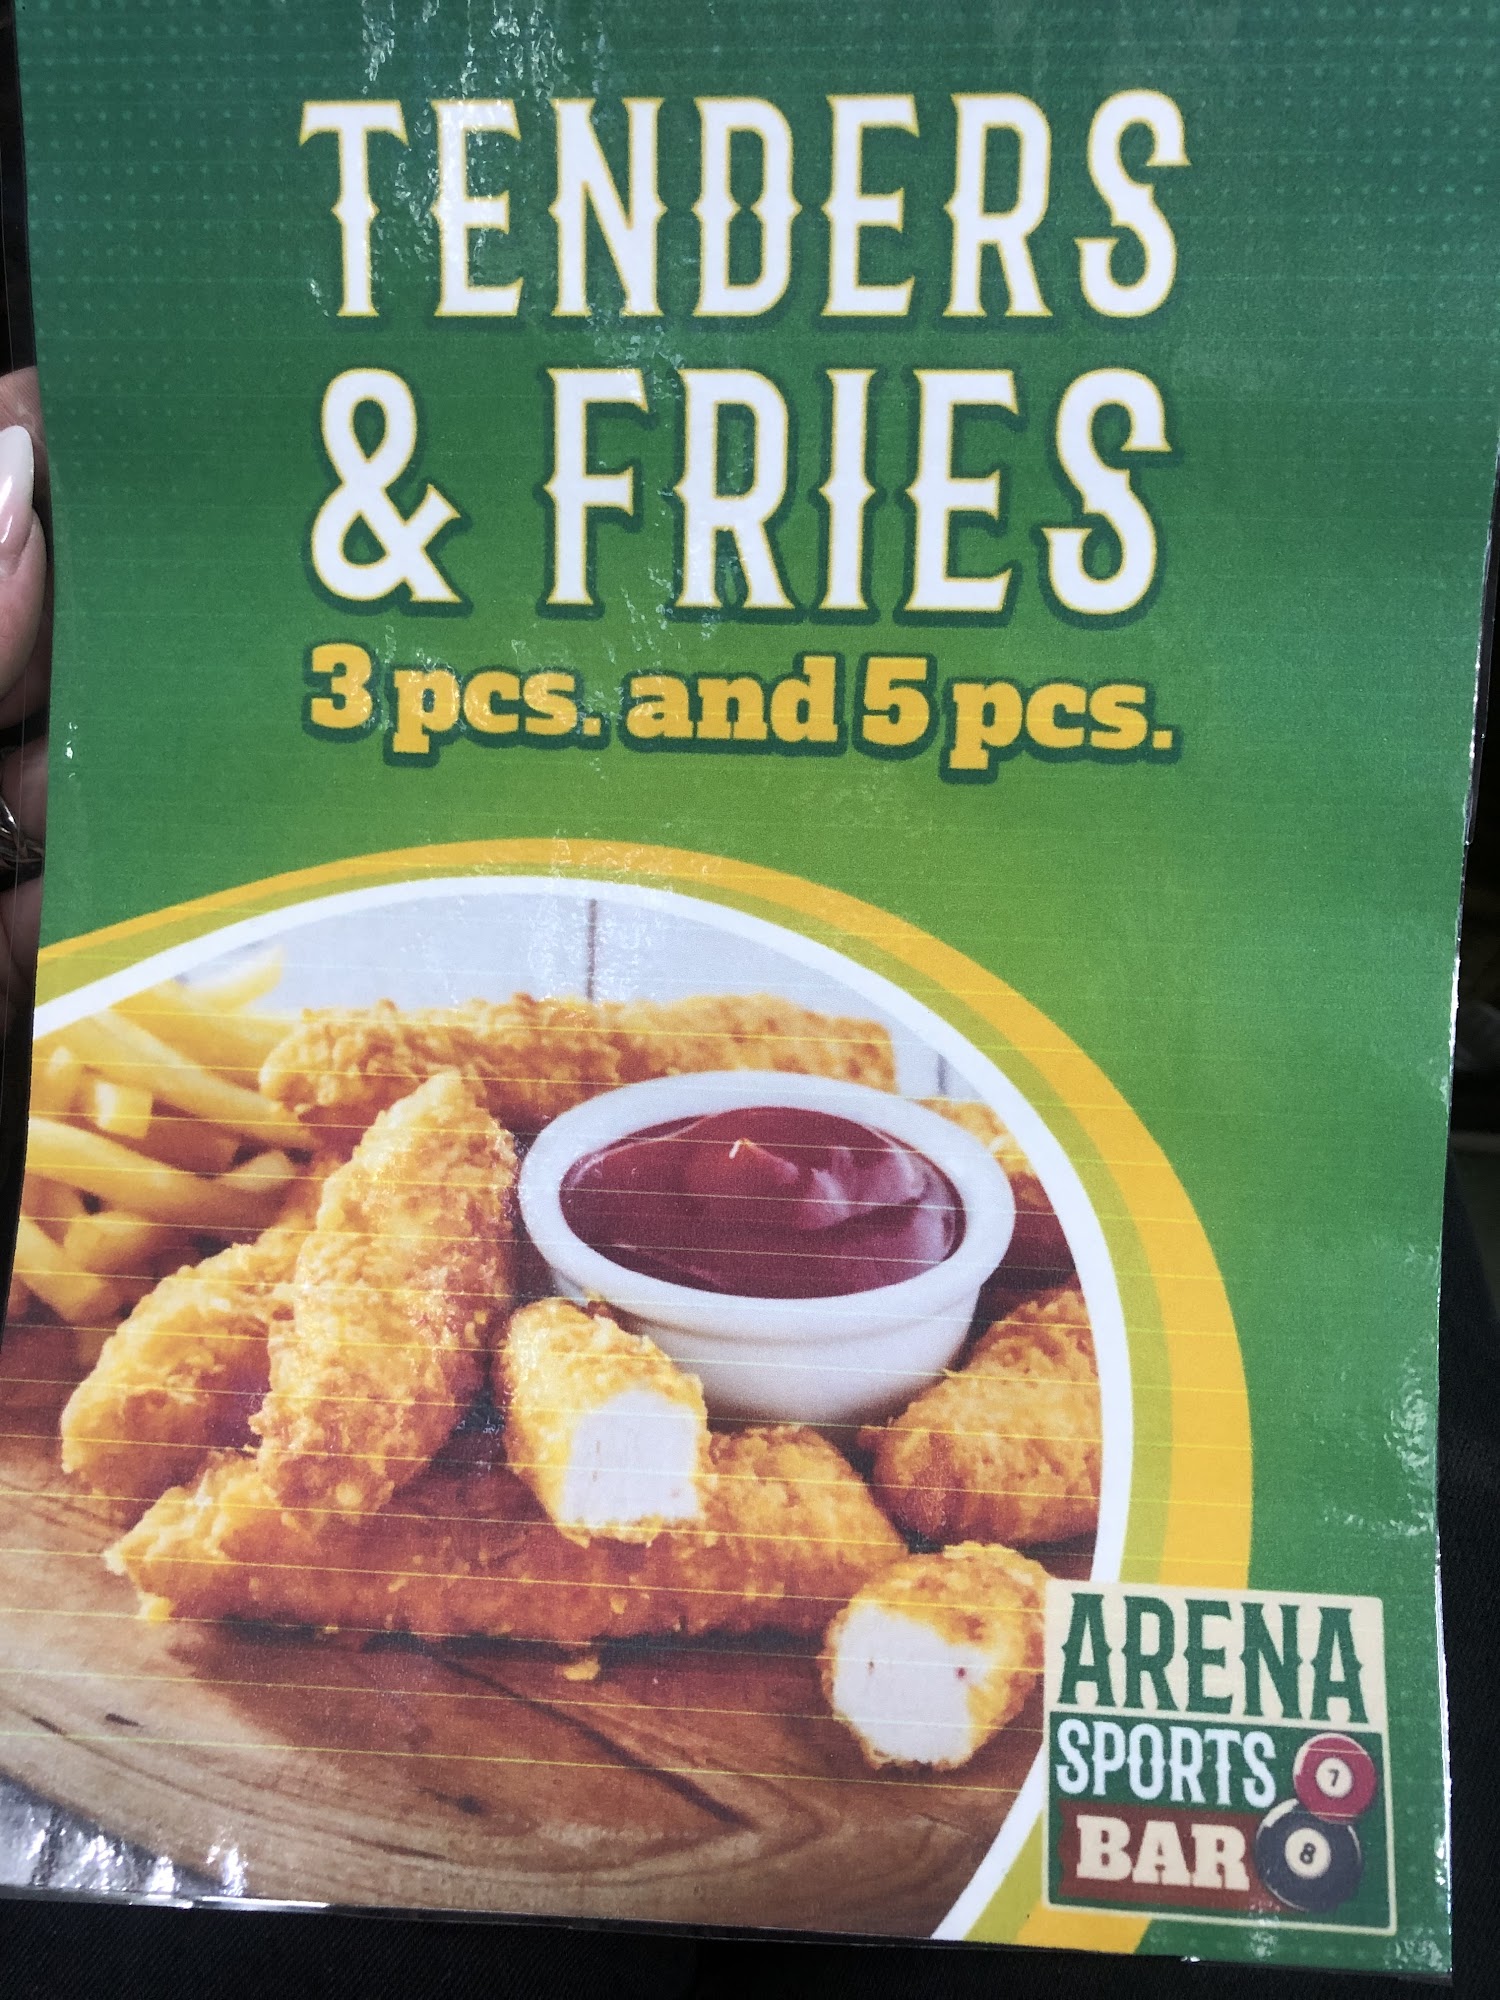 TENDERS
& FRIES
3 pcs. and 5 pcs.
ARENA
SPORTS
BAR
7
8